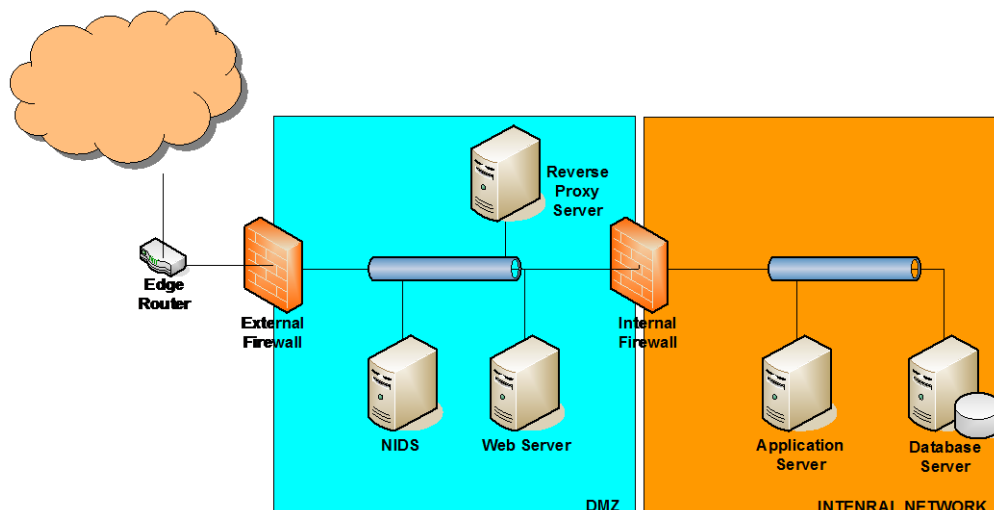 Reverse
Proxy
Server
Edge
Router
External
Firewall
Internal
Firewall
NIDS
Web Server
Application
Server
Database
Server
DMZ
INTENRAL NETWORK